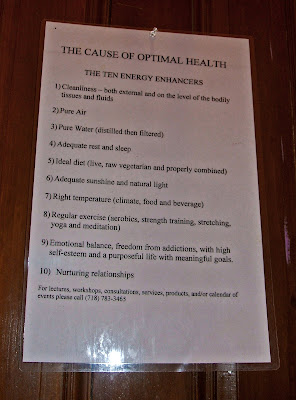 THE CAUSE OF OPTIMAL HEALTH
THE TEN ENERGY ENHANCERS
1) Cleanliness – both external and on the level of the bodily
tissues and fluids
2) Pure Air
3) Pure Water (distilled then filtered)
4) Adequate rest and sleep
5) Ideal diet (live, raw vegetarian and properly combined)
6) Adequate sunshine and natural light
7) Right temperature (climate, food and beverage)
8) Regular exercise (aerobics, strength training, stretching,
yoga and meditation)
9) Emotional balance, freedom from addictions, with high
self-esteem and a purposeful life with meaningful goals.
10) Nurturing relationships
For lectures, workshops, consultations, services, products, and/or calendar of
events please call (718) 783-3465